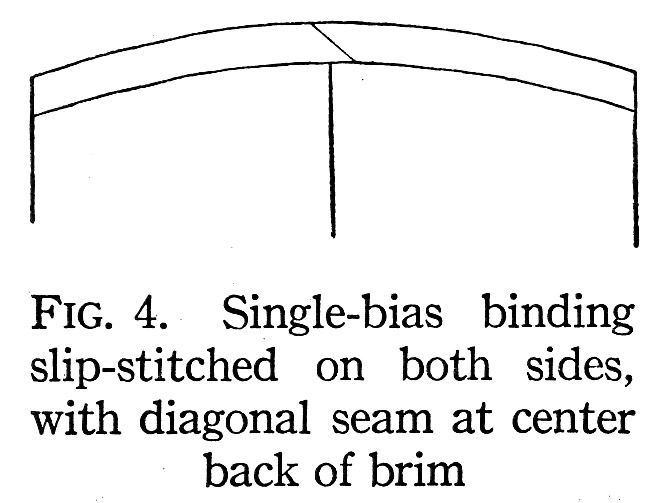 FIG. 4. Single-bias binding
slip-stitched on both sides,
with diagonal seam at center
back of brim